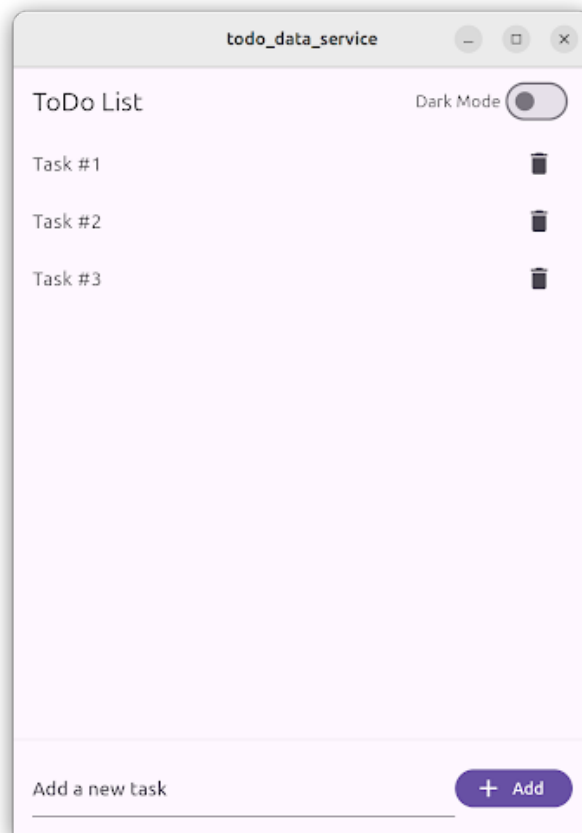 todo_data_service
ToDo List Dark Mode
Task #1
Task #2
Task #3
Add a new task + Add